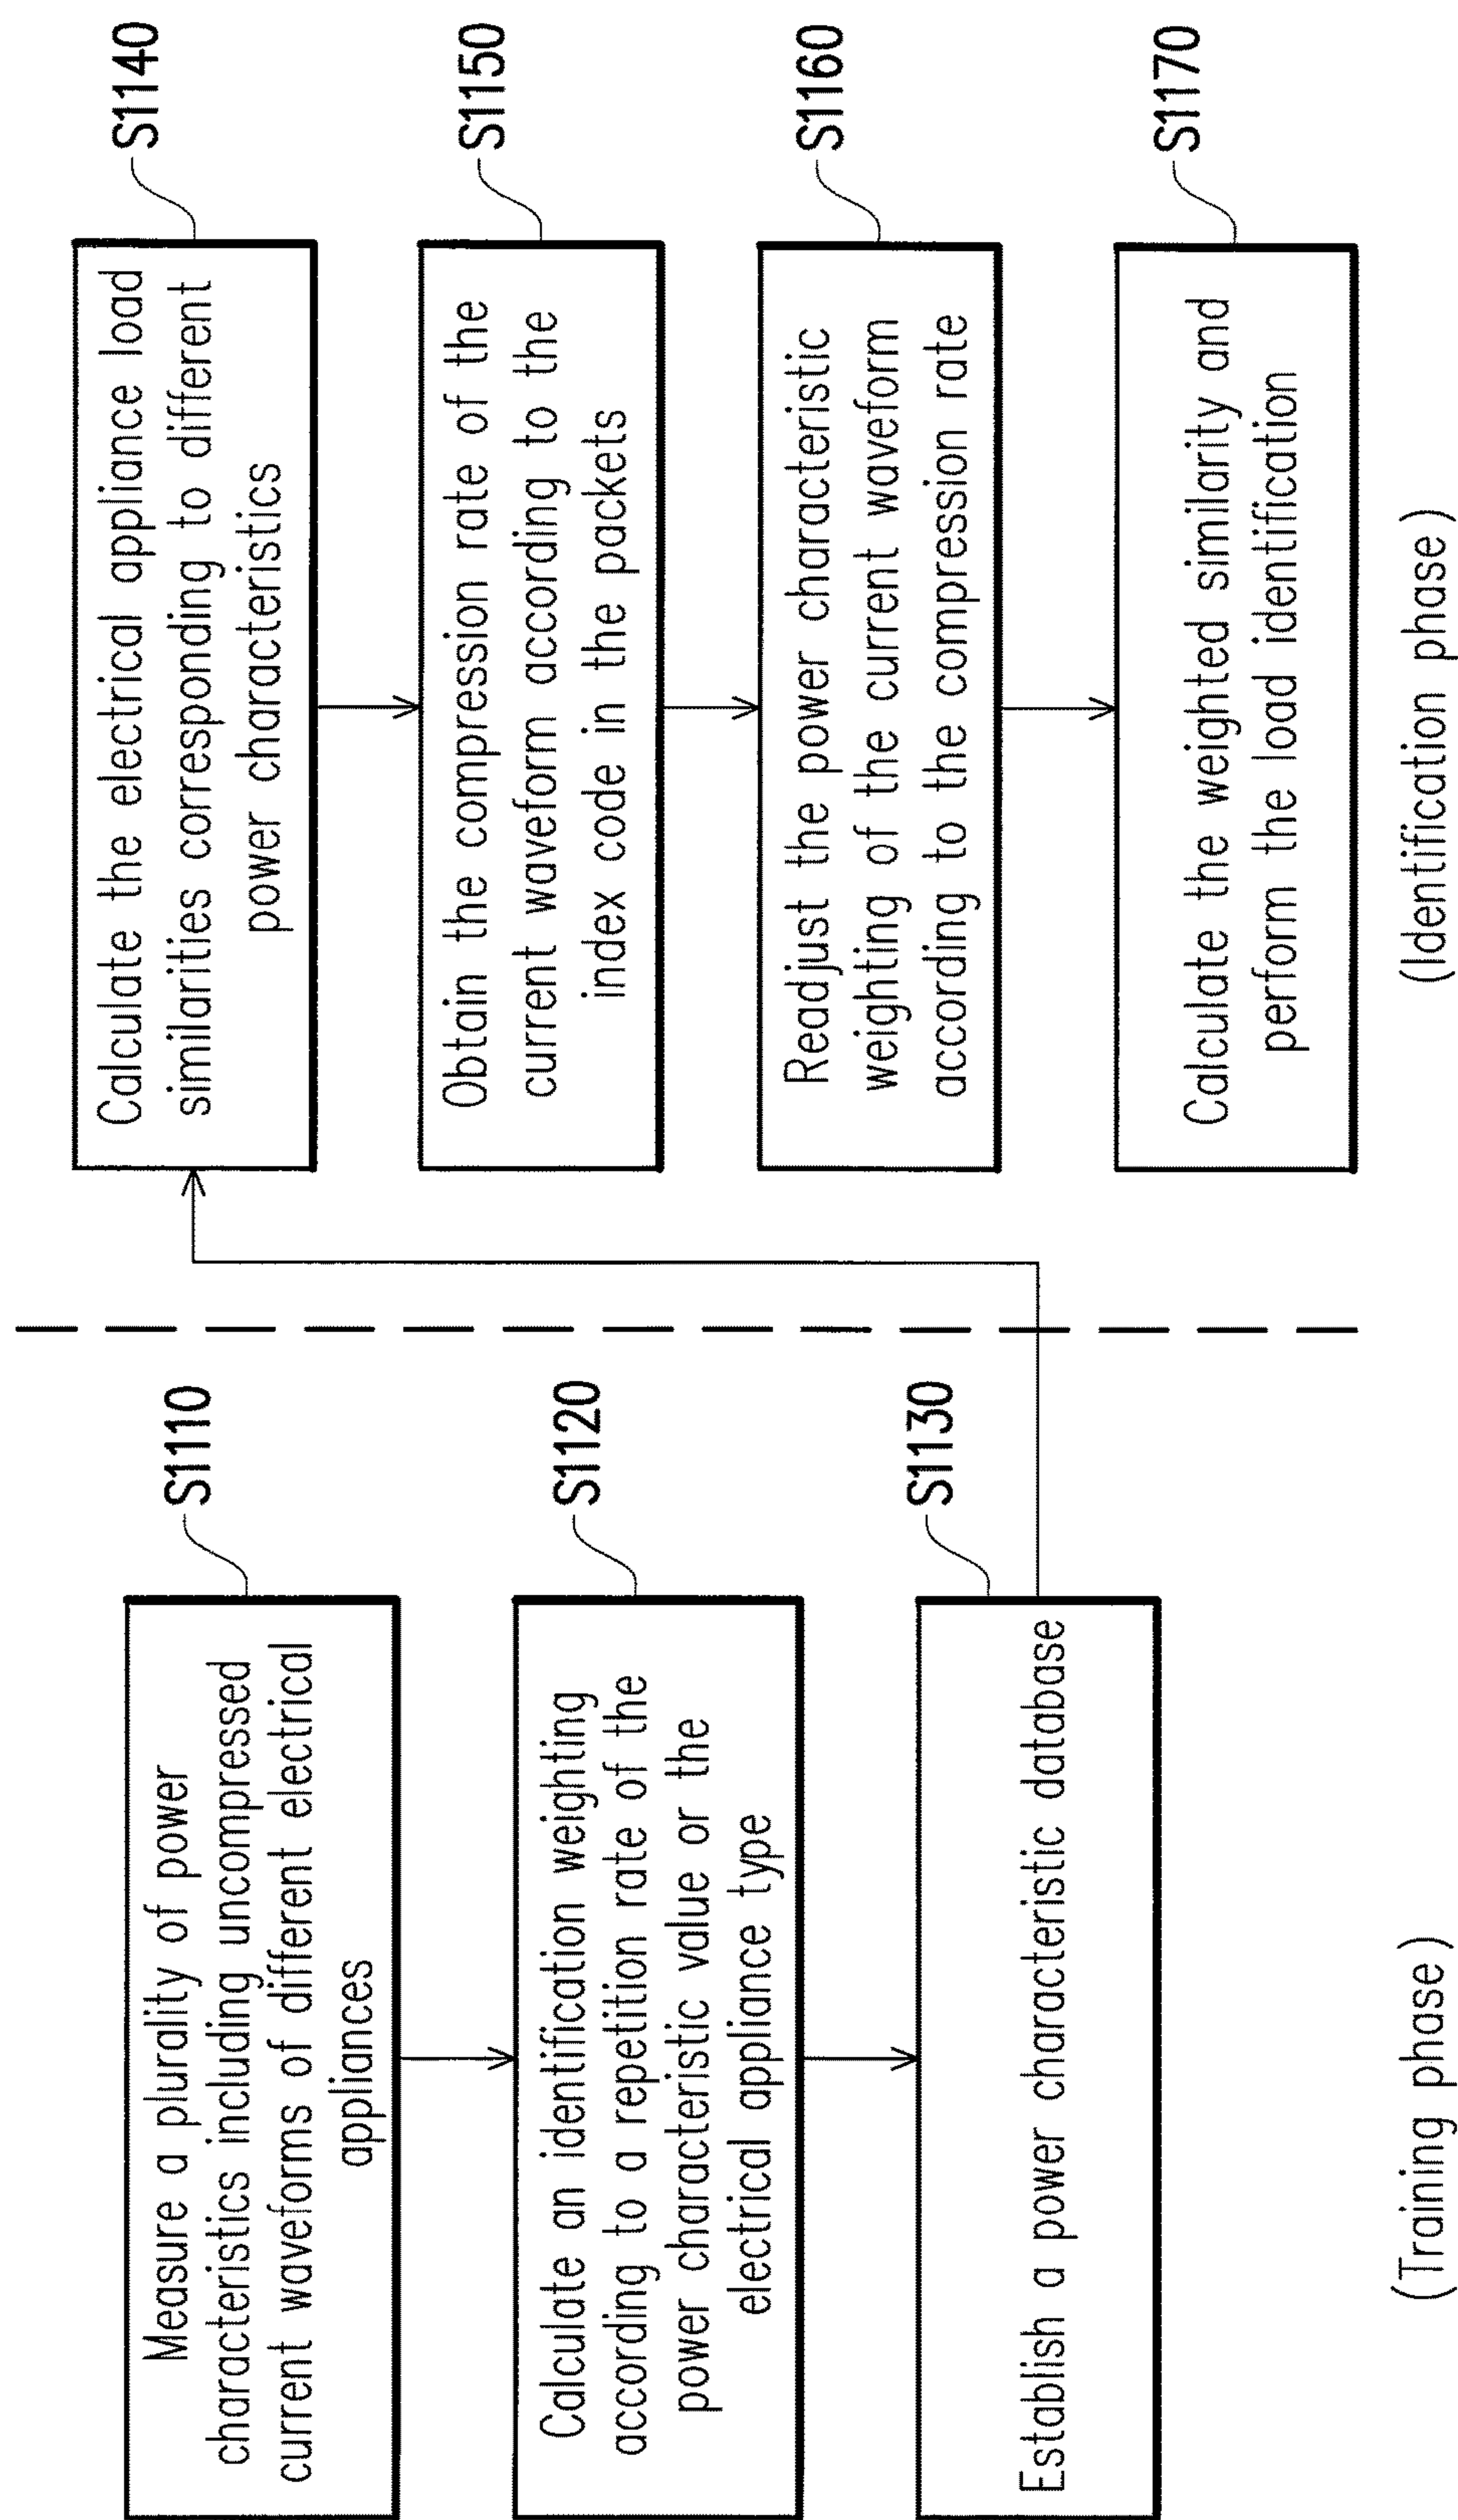 S1110
Measure a plurality of power
characteristics including uncompressed
current waveforms of different electrical
appliances
S1120
Calculate an identification weighting
according to a repetition rate of the
power characteristic value or the
electrical appliance type
S1130
Establish a power characteristic database
(Training phase)
S1140
Calculate the electrical appliance load
similarities corresponding to different
power characteristics
S1150
Obtain the compression rate of the
current waveform according to the
index code in the packets
S1160
Readjust the power characteristic
weighting of the current waveform
according to the compression rate
S1170
Calculate the weighted similarity and
perform the load identification
(Identification phase)